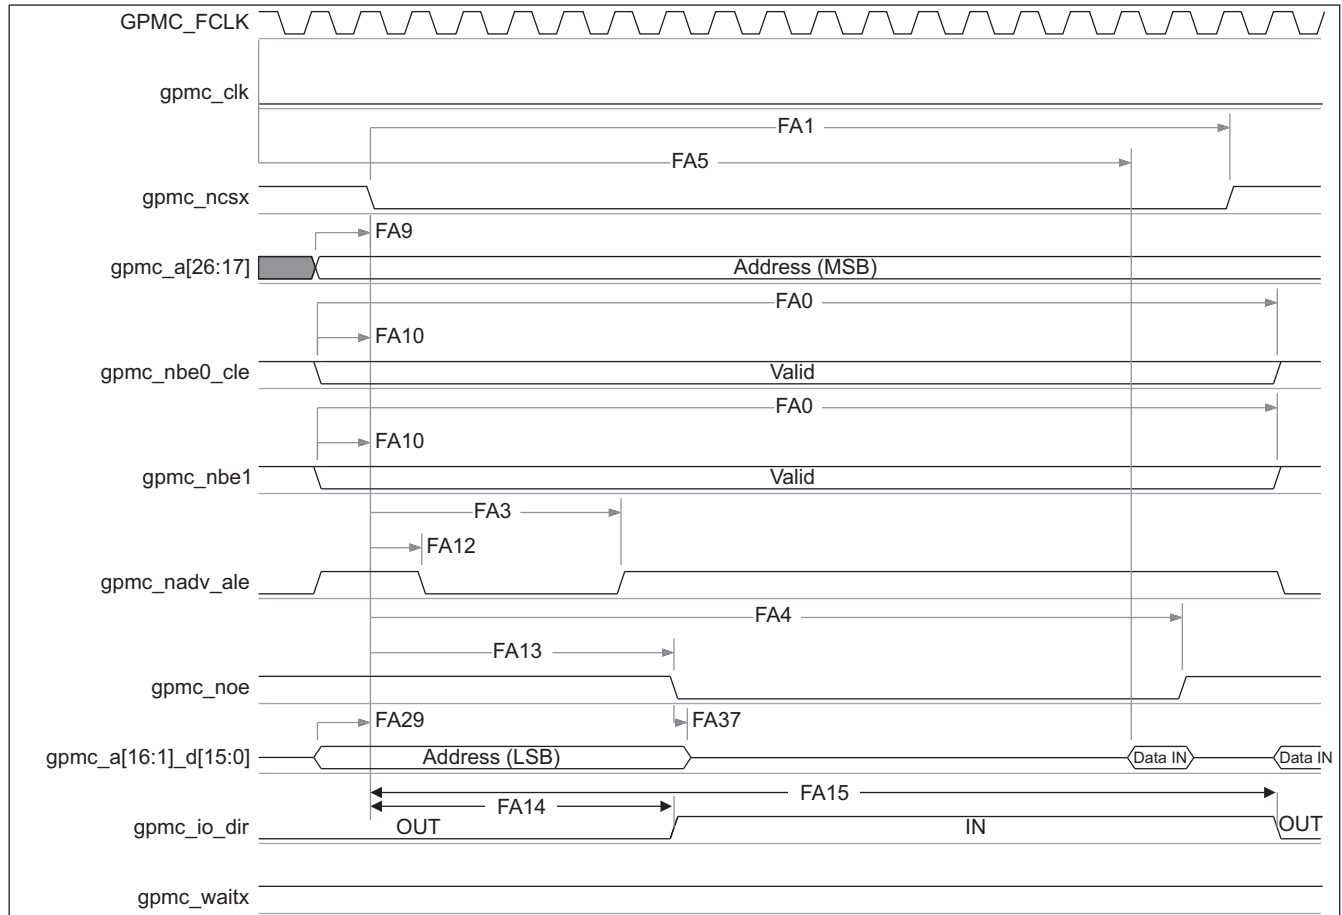 GPMC_FCLK
gpmc_clk
FA1
FA5
gpmc_ncsx
FA9
gpmc_a[26:17] Address (MSB)
FA0
FA10
gpmc_nbe0_cle Valid
FA0
FA10
gpmc_nbe1 Valid
FA3
FA12
gpmc_nadv_ale
FA4
FA13
gpmc_noe
FA29 FA37
gpmc_a[16:1]_d[15:0] Address (LSB) Data IN Data IN
FA15
FA14
gpmc_io_dir OUT IN OUT
gpmc_waitx